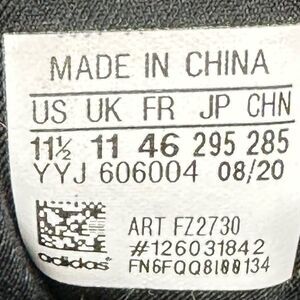 MADE IN CHINA
US UK FR JP CHN
11½ 11 46 295 285
YYJ 606004 08/20
ART FZ2730
#126031842
adidas FN6FQQ8I00134